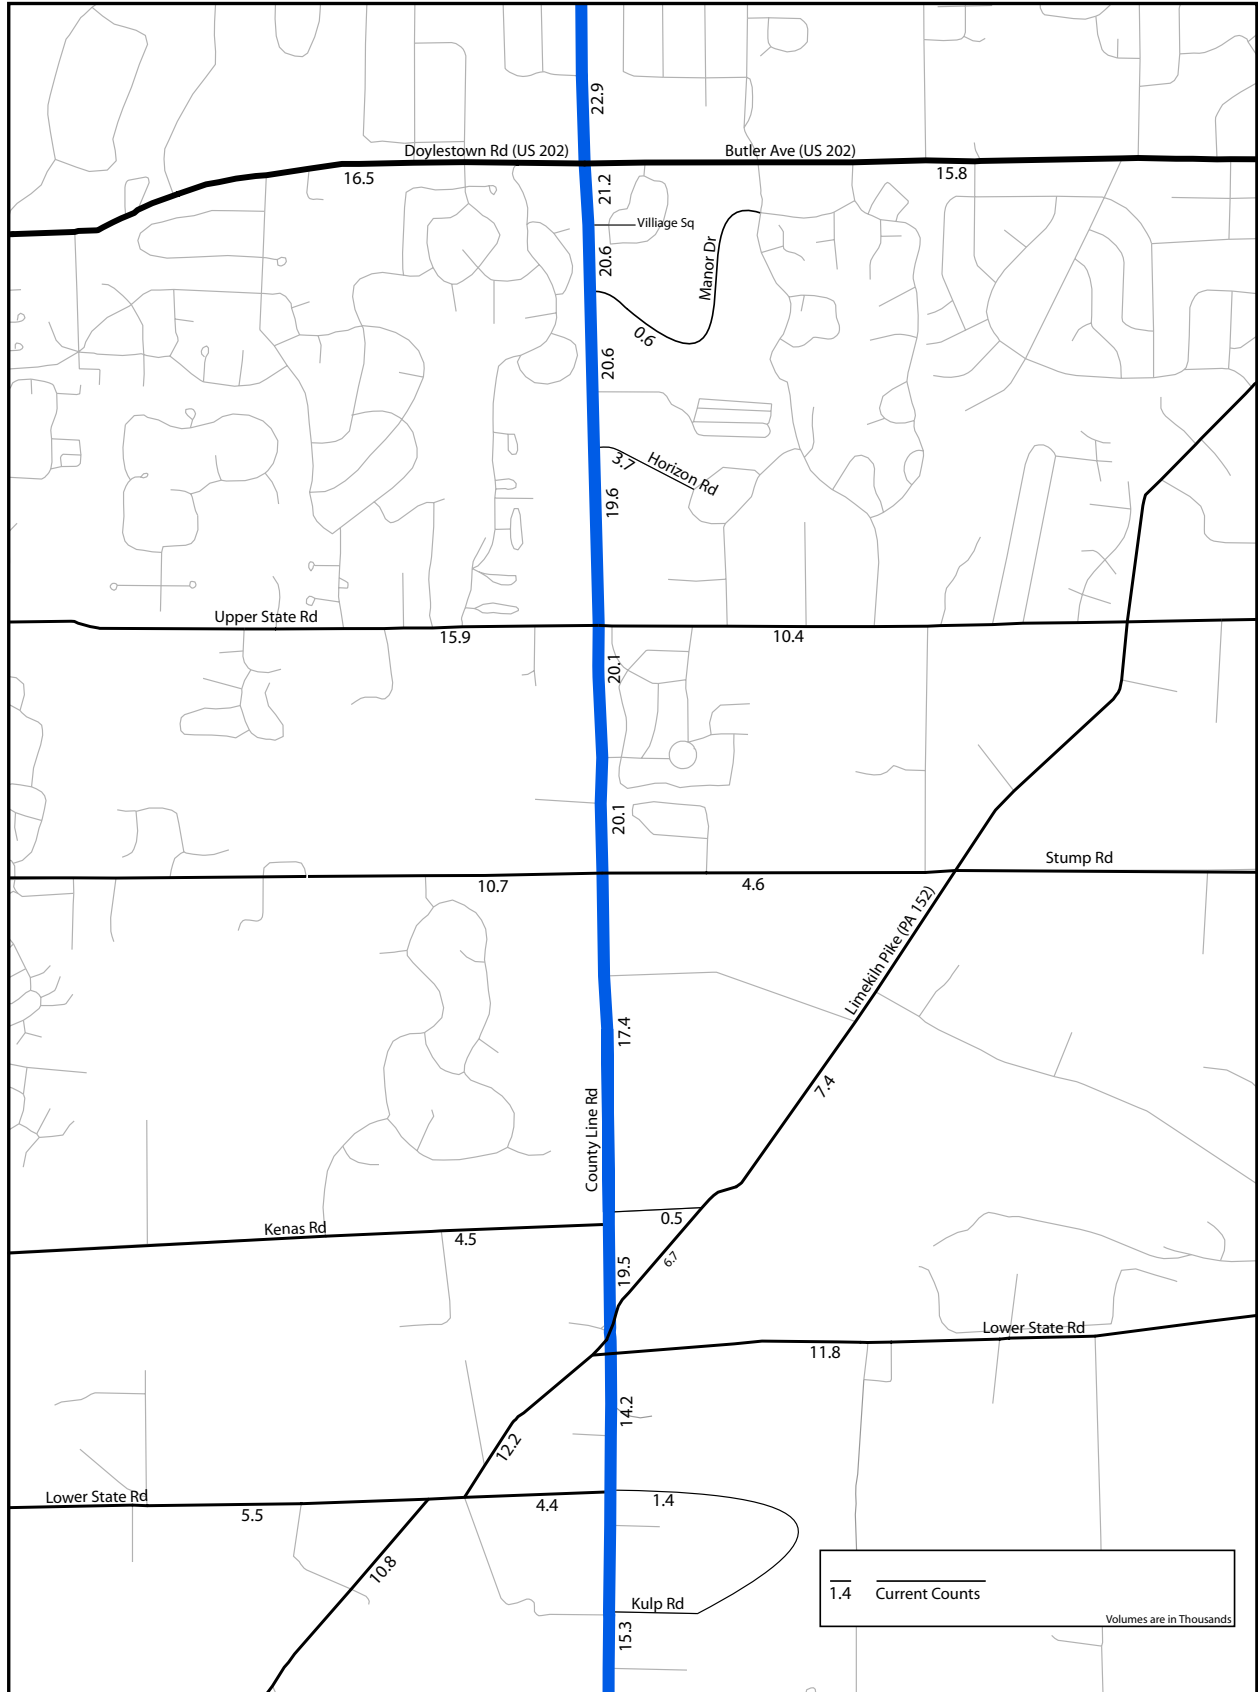 22.9
Doylestown Rd (US 202)
Butler Ave (US 202)
16.5
21.2
15.8
Villiage Sq
20.6
Manor Dr
0.6
20.6
3.7
Horizon Rd
19.6
Upper State Rd
15.9
10.4
20.1
20.1
Stump Rd
10.7
4.6
Limekiln Pike (PA 152)
17.4
7.4
County Line Rd
0.5
Kenas Rd
4.5
19.5
6.7
Lower State Rd
11.8
14.2
12.2
Lower State Rd
5.5
4.4
1.4
10.8
Kulp Rd
15.3
1.4 Current Counts
Volumes are in Thousands